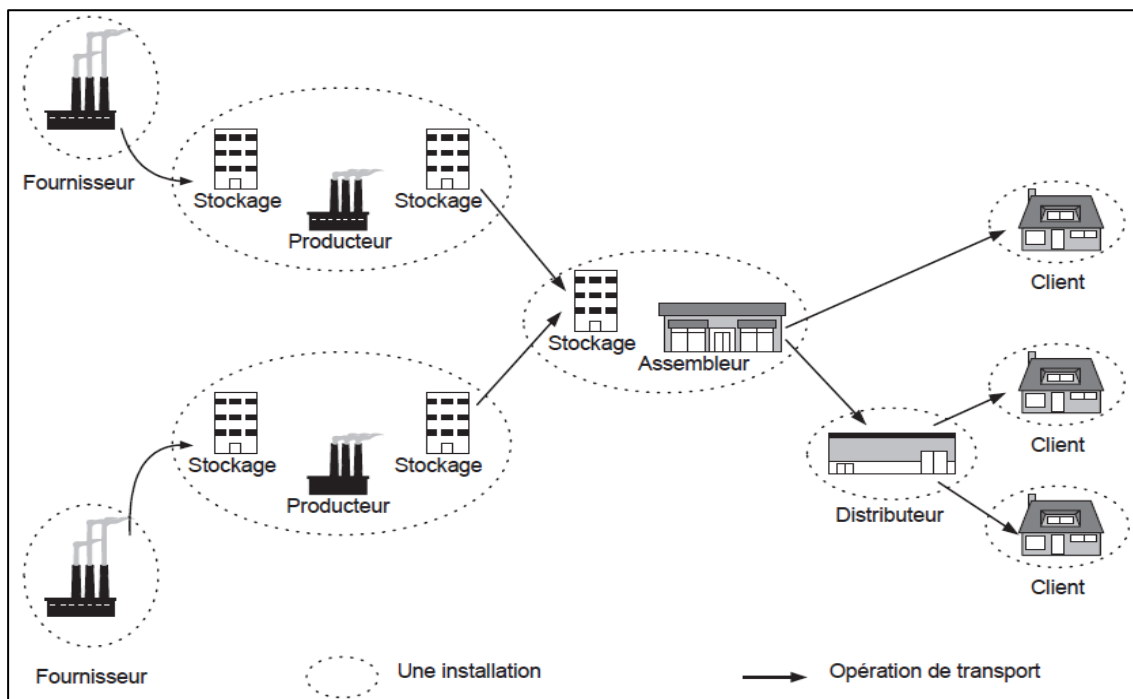 Fournisseur
Stockage
Stockage
Producteur
Stockage
Assembleur
Client
Stockage
Stockage
Producteur
Client
Distributeur
Client
Fournisseur
Une installation
Opération de transport